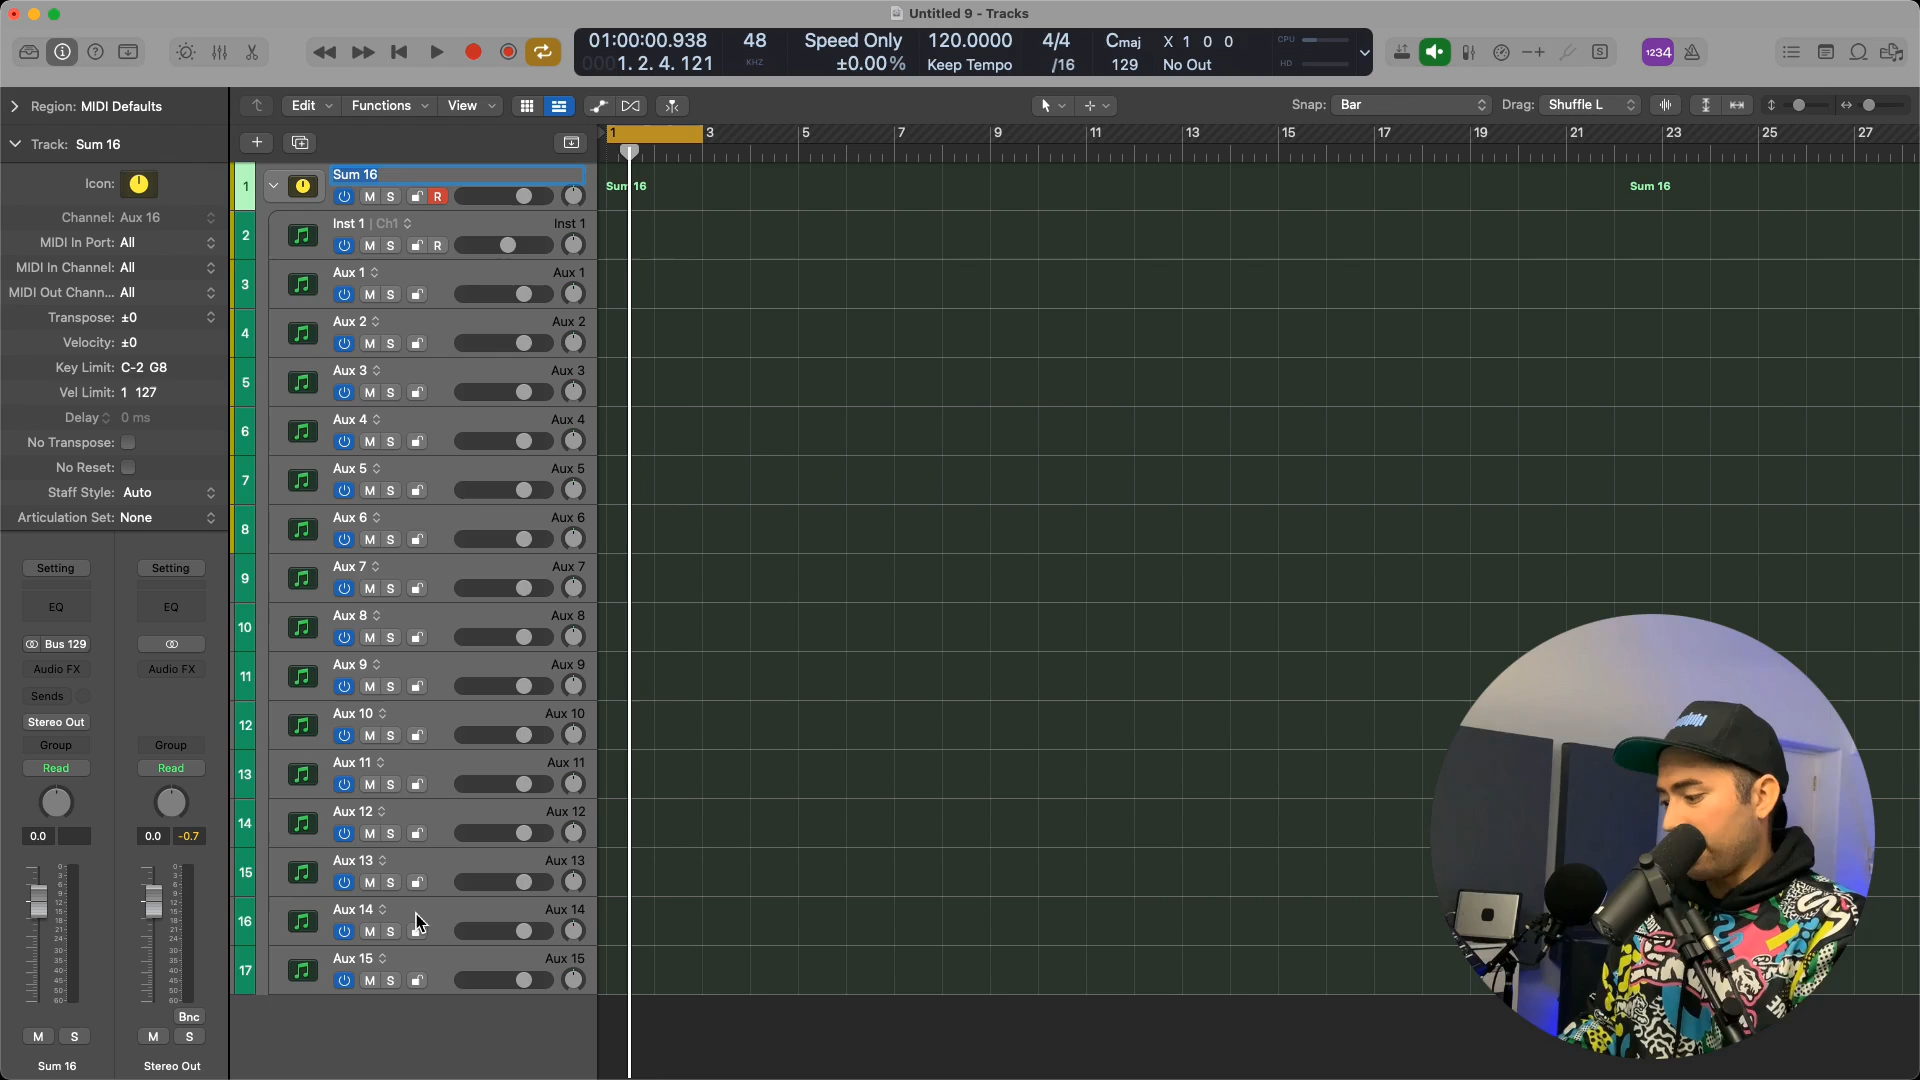 Untitled 9 - Tracks
01:00:00.938
0001. 2. 4. 121
48
KHZ
Speed Only
±0.00%
120.0000
Keep Tempo
4/4
/16
Cmaj
129
X 1 0 0
No Out
CPU
HD
1234
Region: MIDI Defaults
Edit
Functions
View
Snap: Bar
Drag: Shuffle L
Track: Sum 16
1 3 5 7 9 11 13 15 17 19 21 23 25 27
Icon:
Channel: Aux 16
MIDI In Port: All
MIDI In Channel: All
MIDI Out Chann... All
Transpose: ±0
Velocity: ±0
Key Limit: C-2 G8
Vel Limit: 1 127
Delay 0 ms
No Transpose:
No Reset:
Staff Style: Auto
Articulation Set: None
Setting Setting
EQ EQ
Bus 129
Audio FX Audio FX
Sends
Stereo Out
Group Group
Read Read
0.0 0.0 -0.7
Bnc
M S M S
Sum 16 Stereo Out
1 Sum 16
M S R
Sum 16 Sum 16
2 Inst 1 | Ch1 Inst 1
M S R
3 Aux 1 Aux 1
M S
4 Aux 2 Aux 2
M S
5 Aux 3 Aux 3
M S
6 Aux 4 Aux 4
M S
7 Aux 5 Aux 5
M S
8 Aux 6 Aux 6
M S
9 Aux 7 Aux 7
M S
10 Aux 8 Aux 8
M S
11 Aux 9 Aux 9
M S
12 Aux 10 Aux 10
M S
13 Aux 11 Aux 11
M S
14 Aux 12 Aux 12
M S
15 Aux 13 Aux 13
M S
16 Aux 14 Aux 14
M S
17 Aux 15 Aux 15
M S